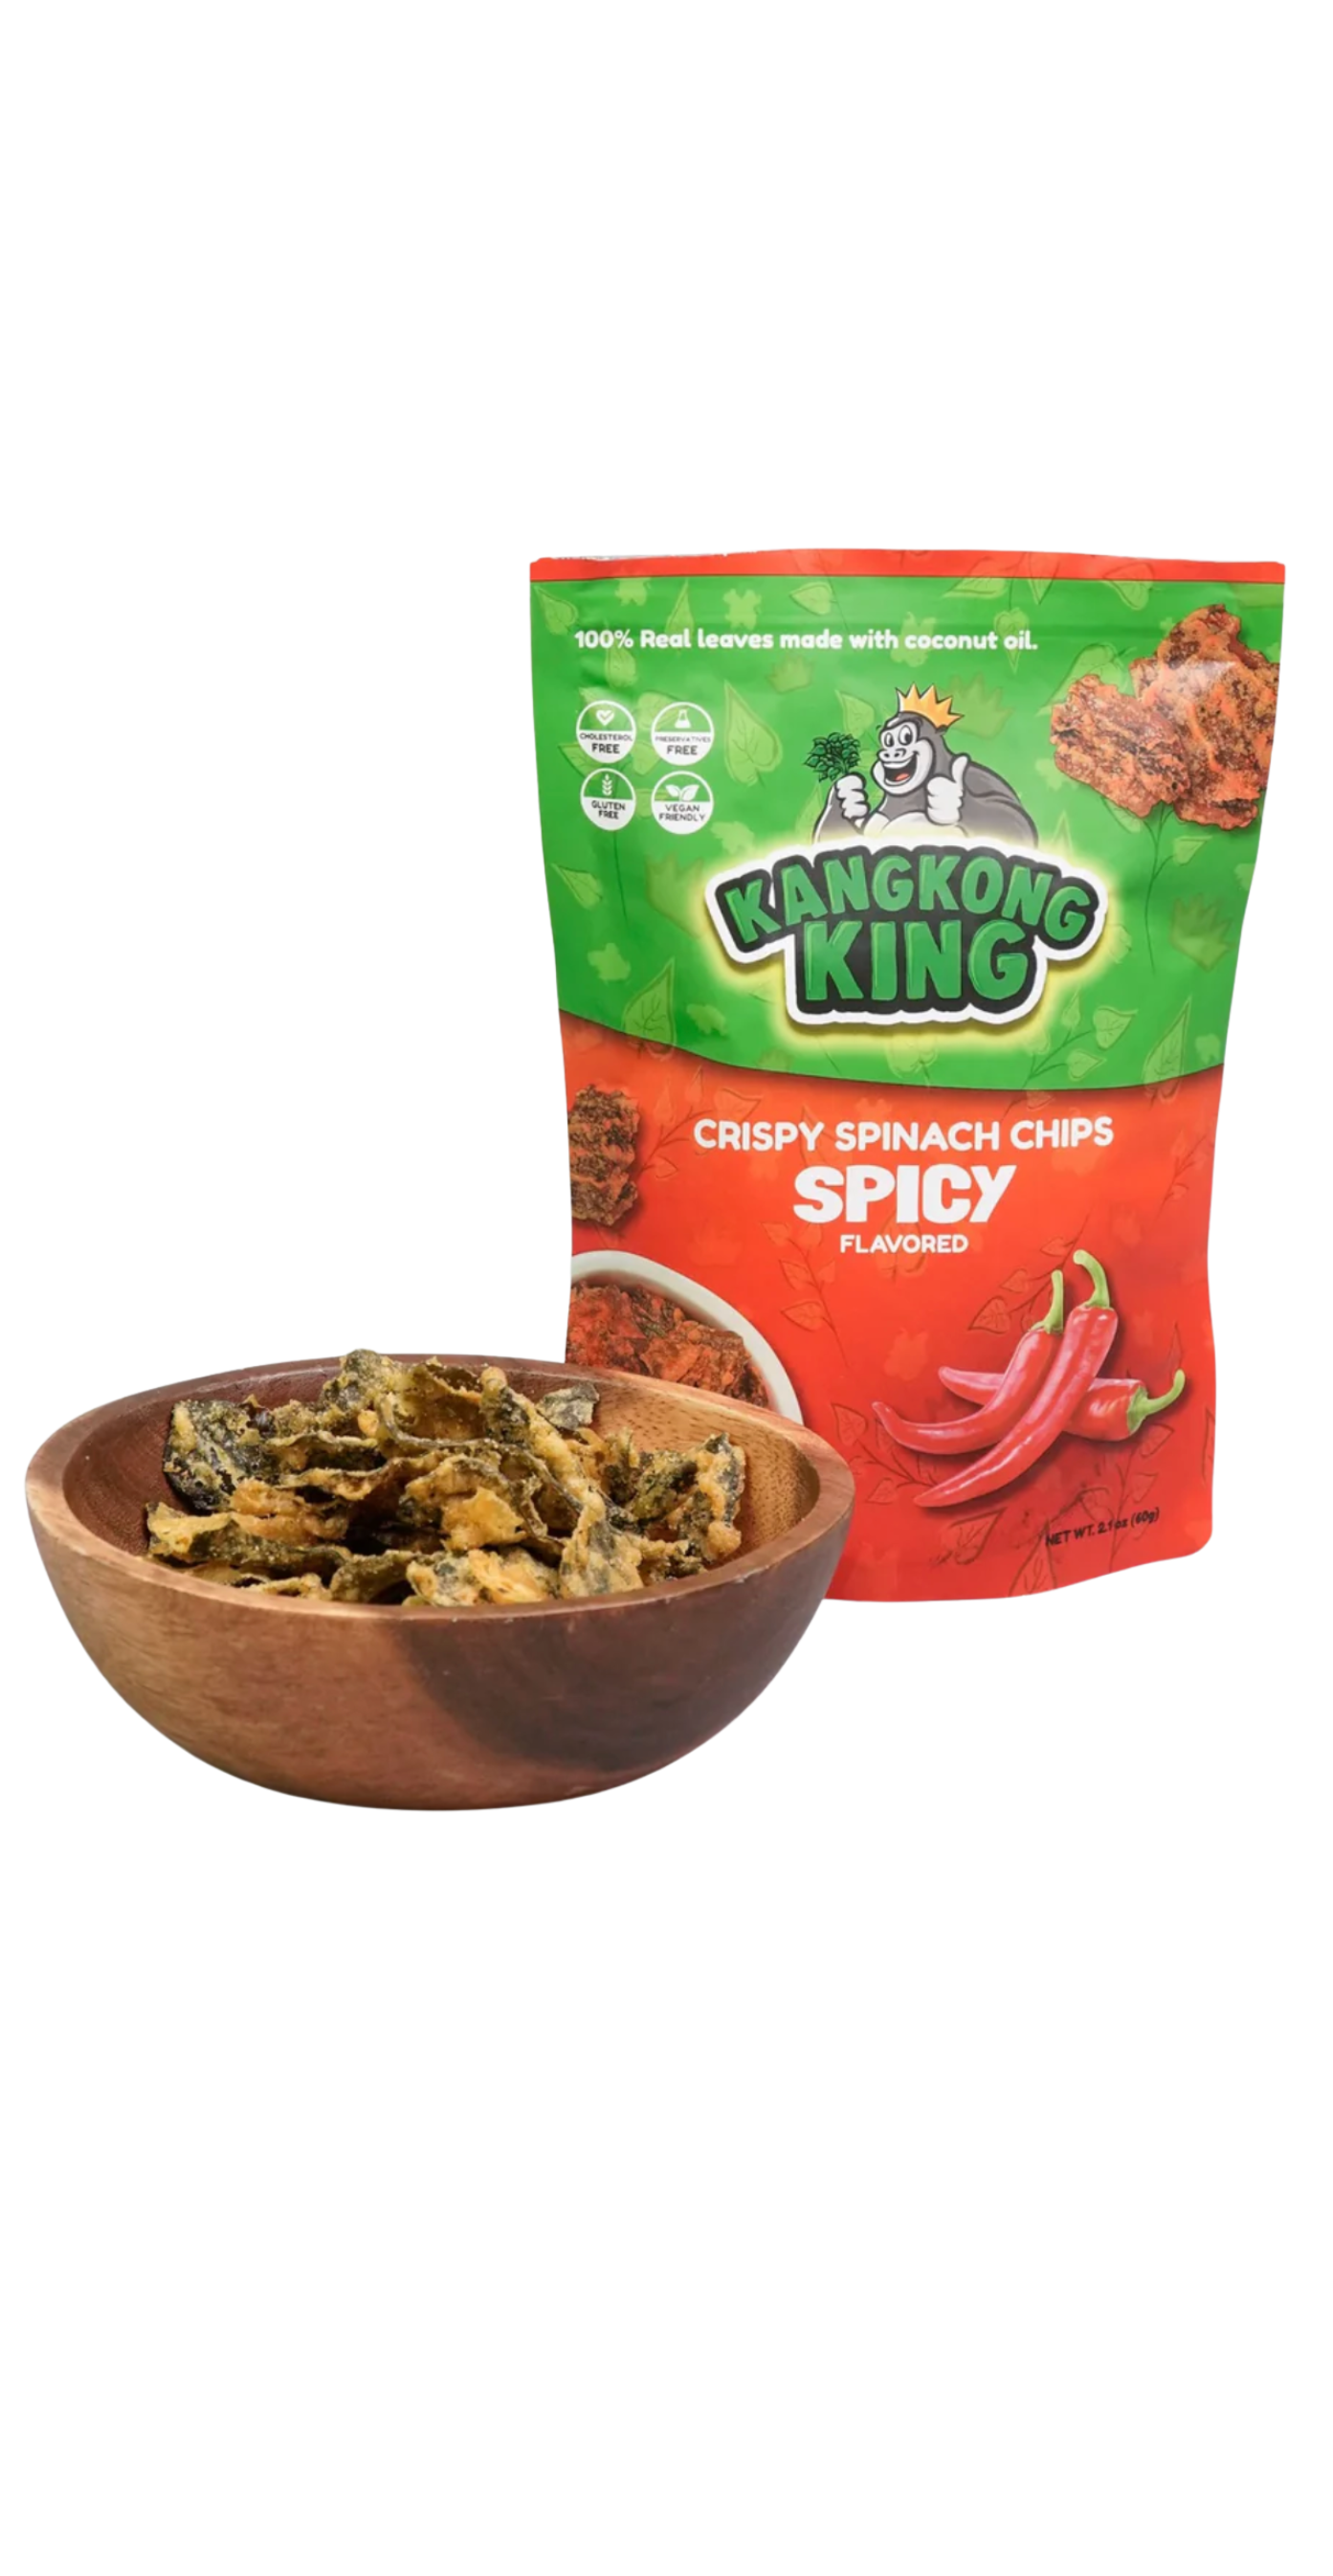 100% Real leaves made with coconut oil.
CHOLESTEROL
FREE
PRESERVATIVES
FREE
GLUTEN
FREE
VEGAN
FRIENDLY
KANGKONG
KING
CRISPY SPINACH CHIPS
SPICY
FLAVORED
NET WT. 2.1 oz (60g)